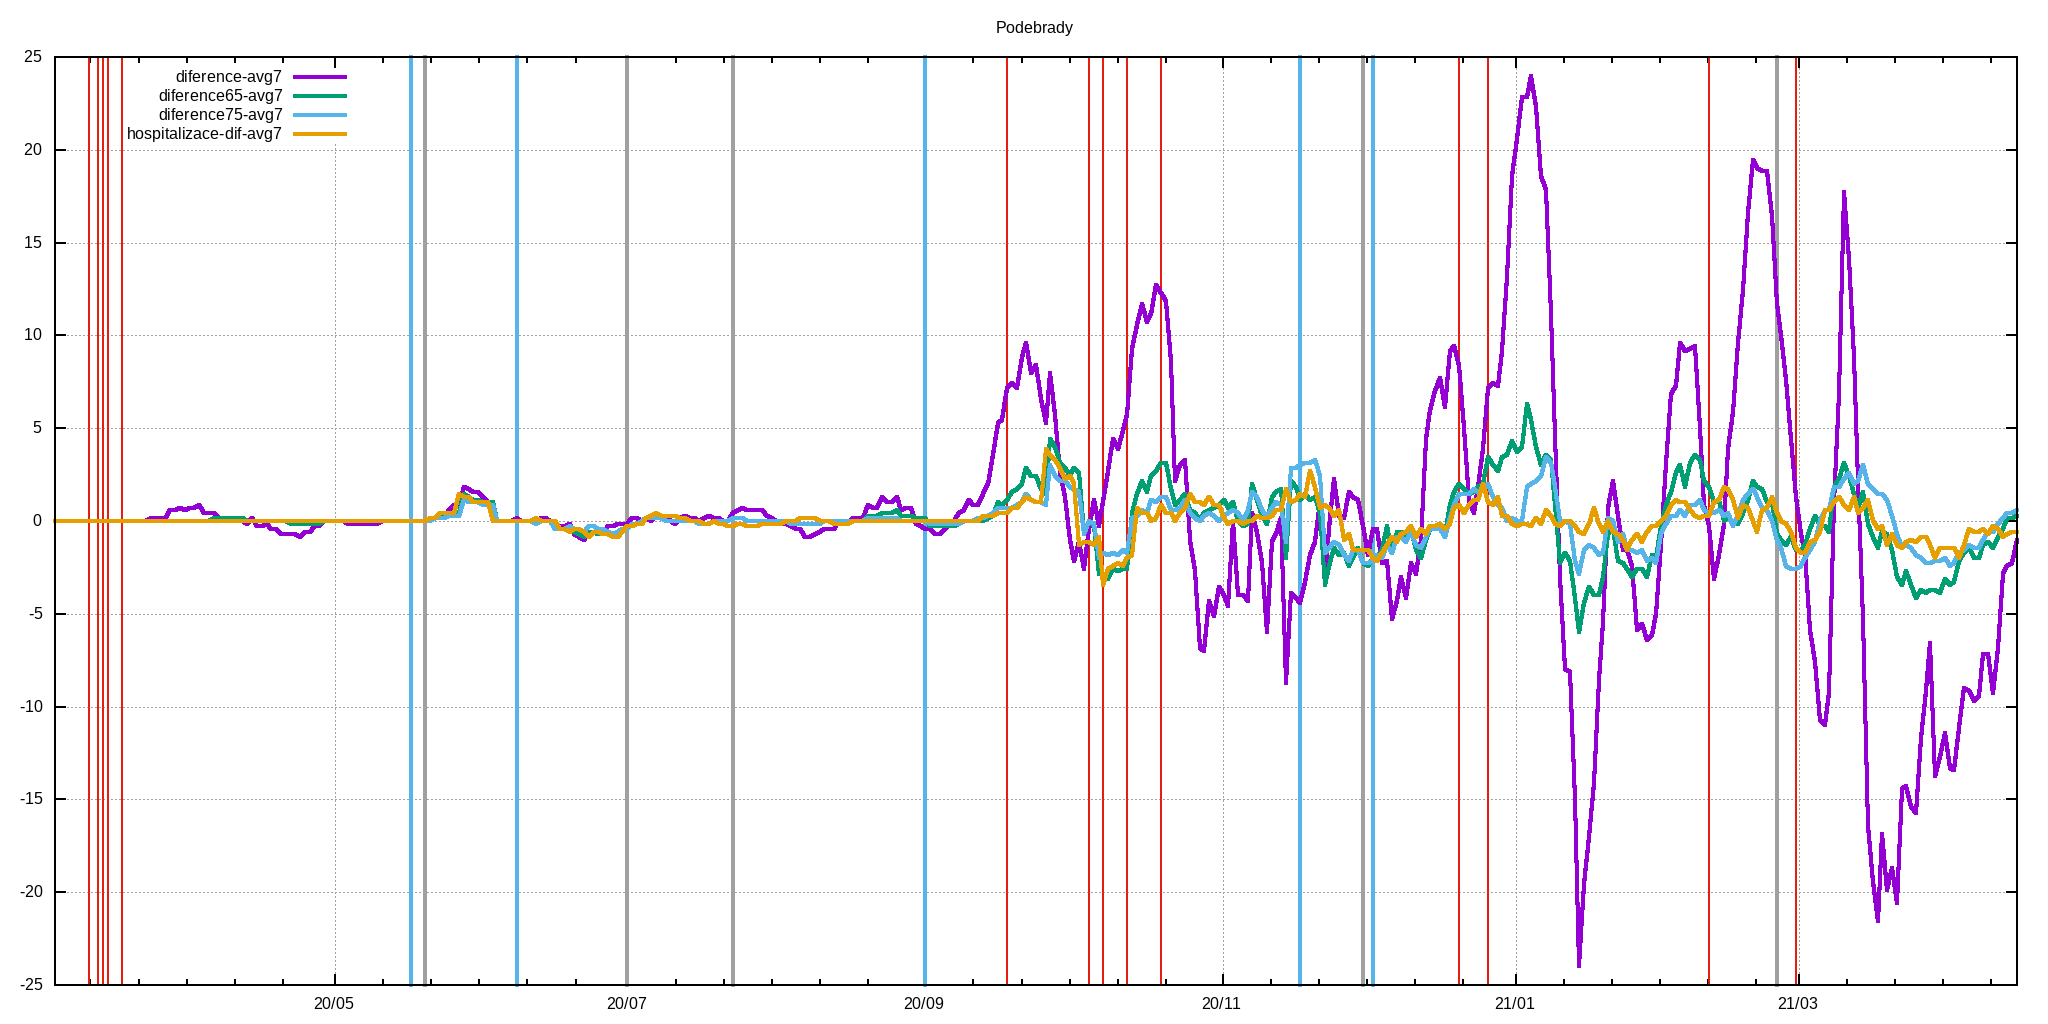 Podebrady
diference-avg7
diference65-avg7
diference75-avg7
hospitalizace-dif-avg7
25
20
15
10
5
0
-5
-10
-15
-20
-25
20/05 20/07 20/09 20/11 21/01 21/03